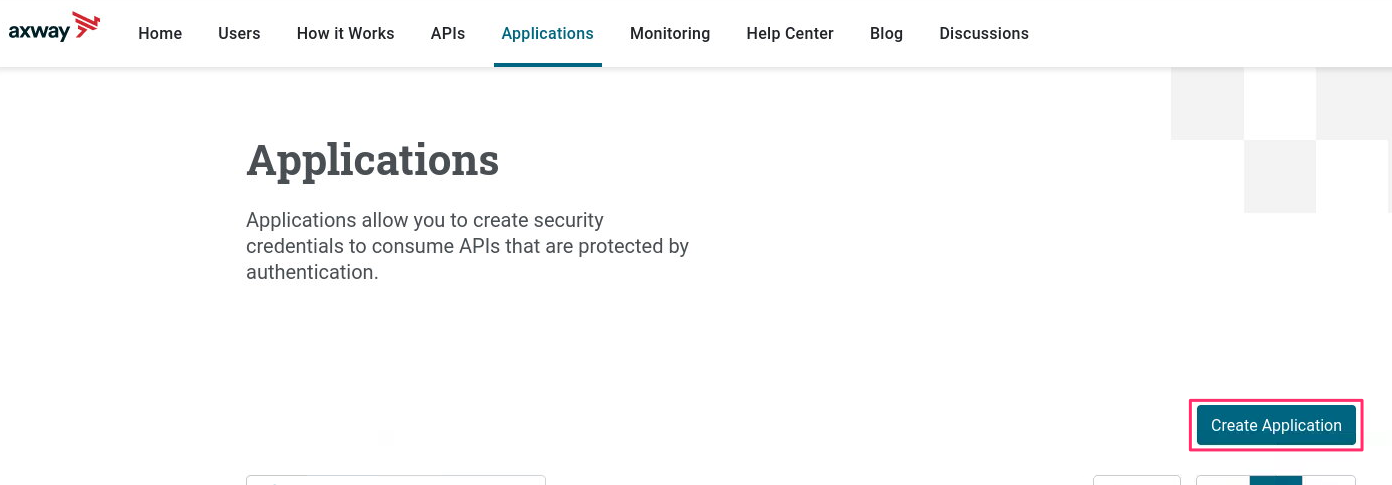 axway Home Users How it Works APIs Applications Monitoring Help Center Blog Discussions
Applications
Applications allow you to create security
credentials to consume APIs that are protected by
authentication.
Create Application